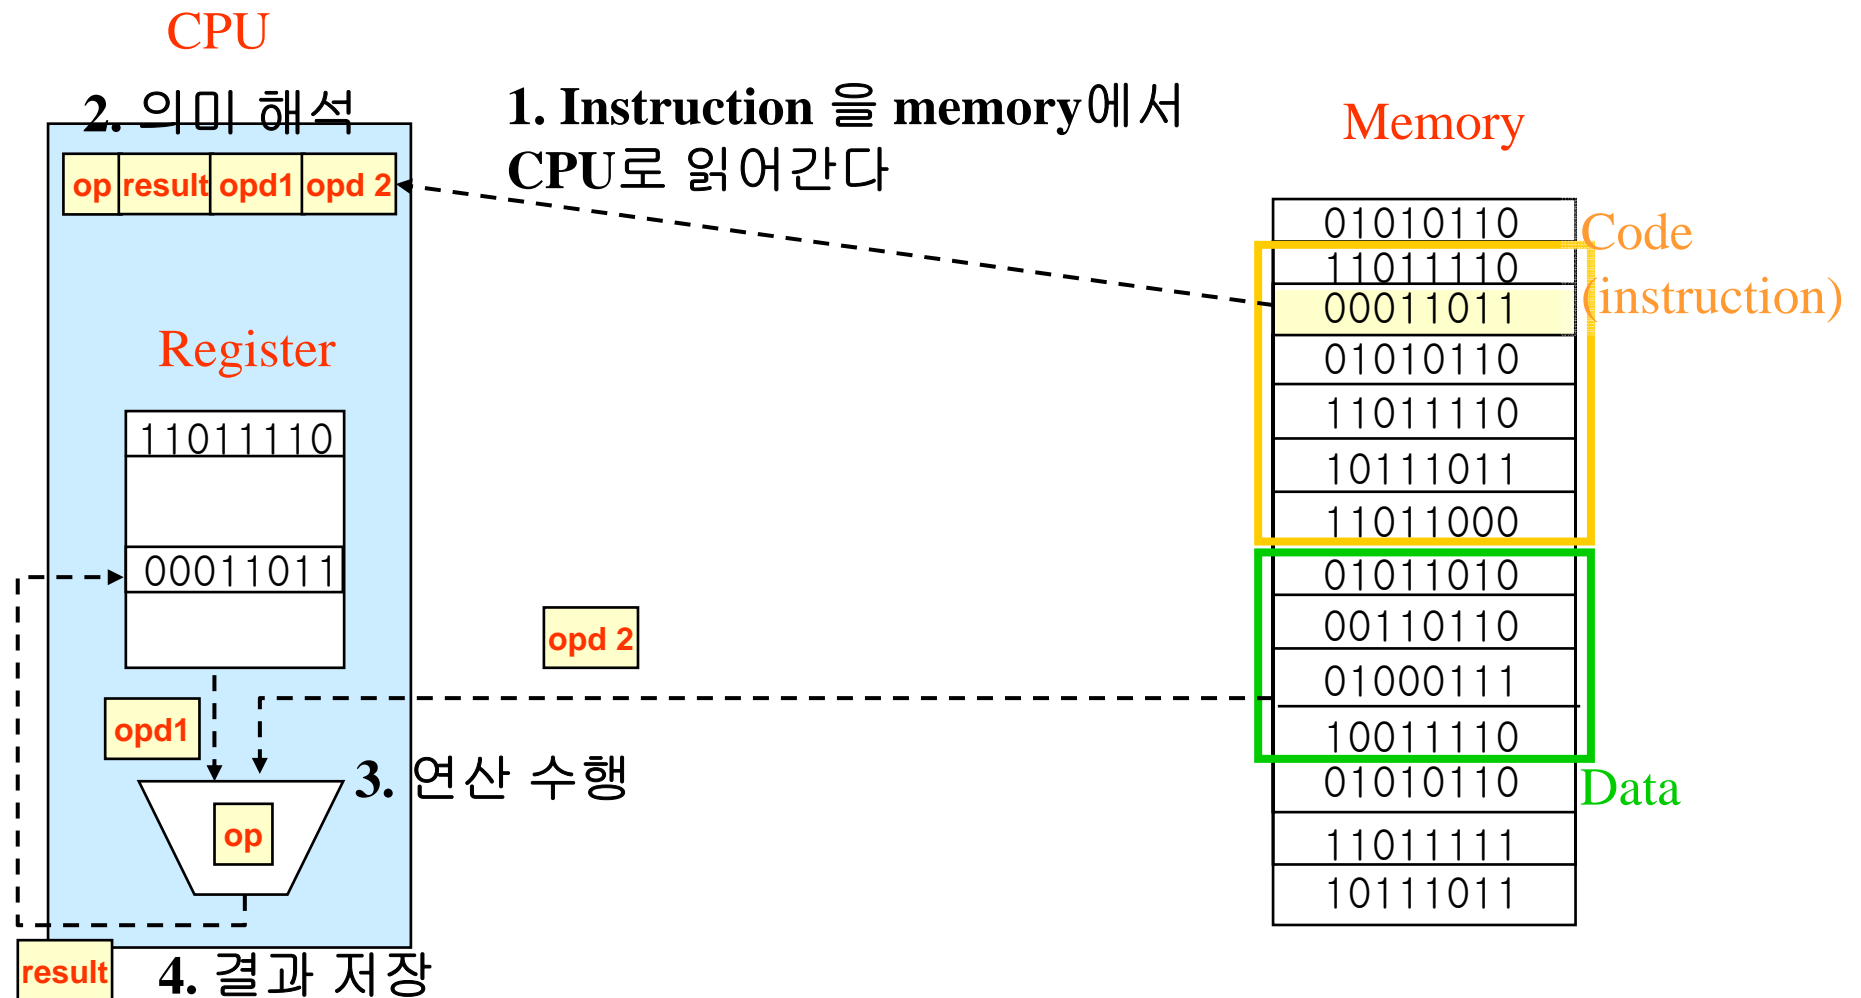 CPU
2. 의미 해석
1. Instruction 을 memory에서
CPU로 읽어간다
Memory
op result opd1 opd 2
Code
(instruction)
01010110
11011110
00011011
01010110
11011110
10111011
11011000
01011010
00110110
01000111
10011110
01010110
11011111
10111011
Data
Register
11011110
00011011
opd 2
opd1
3. 연산 수행
op
result
4. 결과 저장